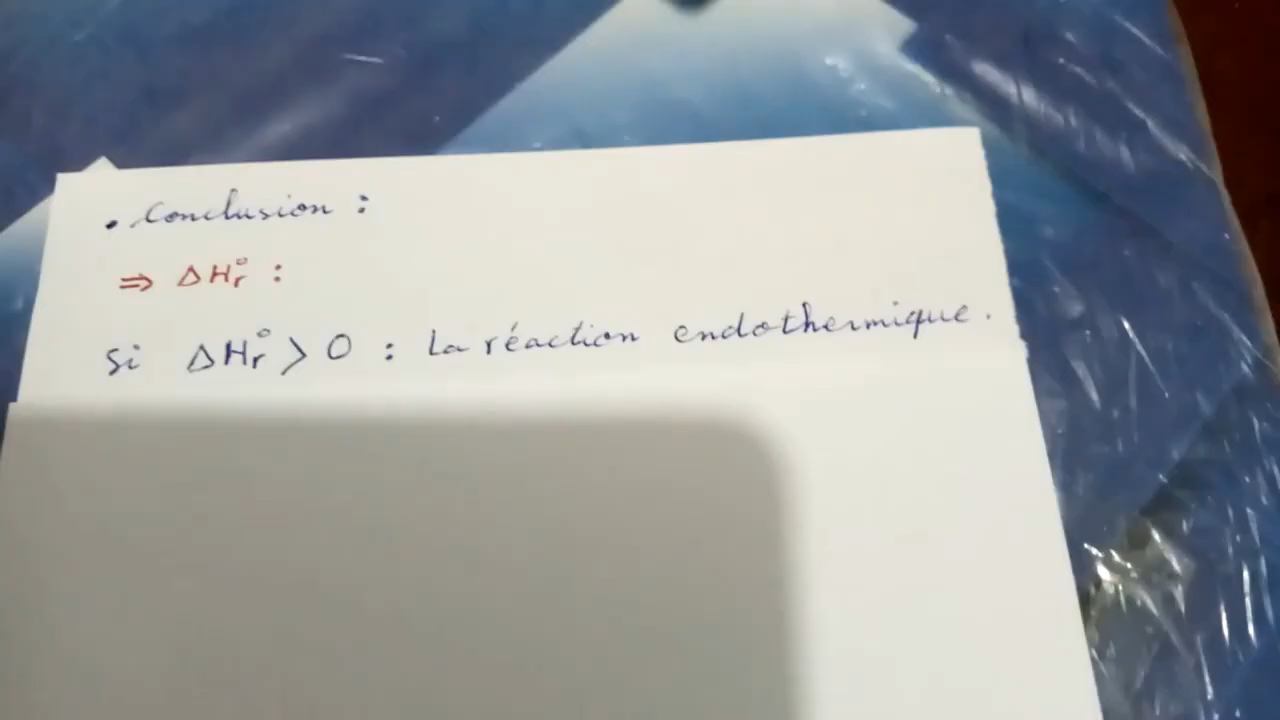 • Conclusion :
⇒ ΔH°r :
Si ΔH°r > 0 : La réaction endothermique.